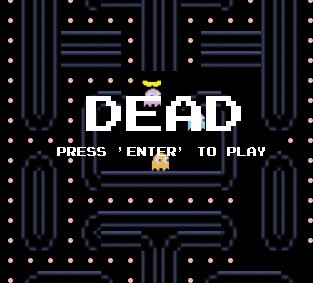 DEAD
PRESS 'ENTER' TO PLAY